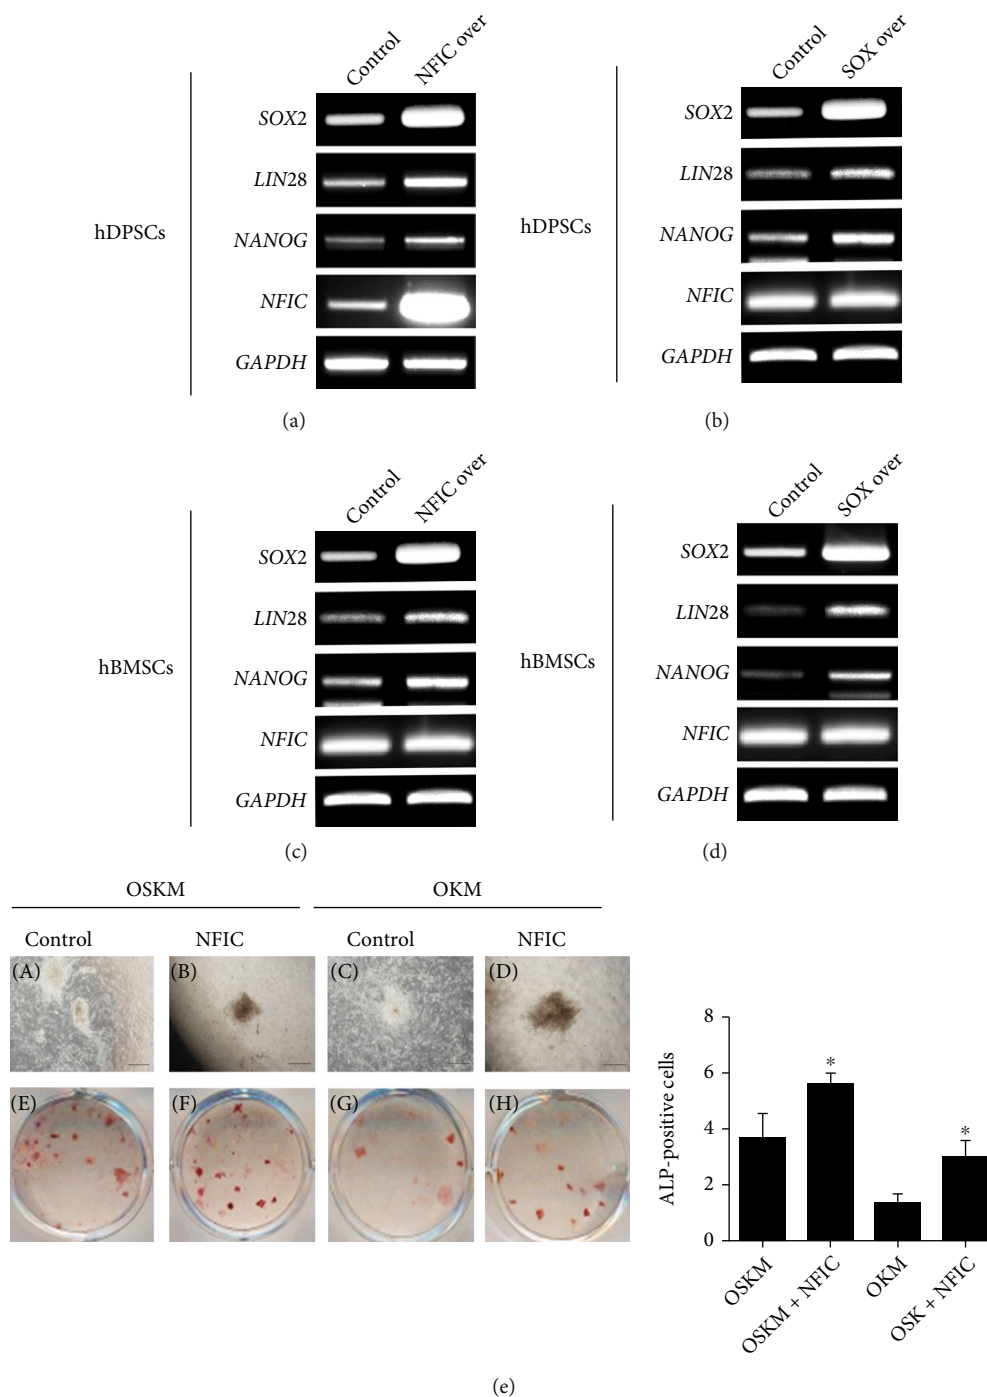 Control NFIC over
SOX2
LIN28
NANOG
NFIC
GAPDH
hDPSCs
(a)
Control SOX over
SOX2
LIN28
NANOG
NFIC
GAPDH
hDPSCs
(b)
Control NFIC over
SOX2
LIN28
NANOG
NFIC
GAPDH
hBMSCs
(c)
Control SOX over
SOX2
LIN28
NANOG
NFIC
GAPDH
hBMSCs
(d)
OSKM OKM
Control NFIC Control NFIC
(A) (B) (C) (D)
(E) (F) (G) (H)
ALP-positive cells
8
6
4
2
0
* *
OSKM OSKM + NFIC OKM OSK + NFIC
(e)